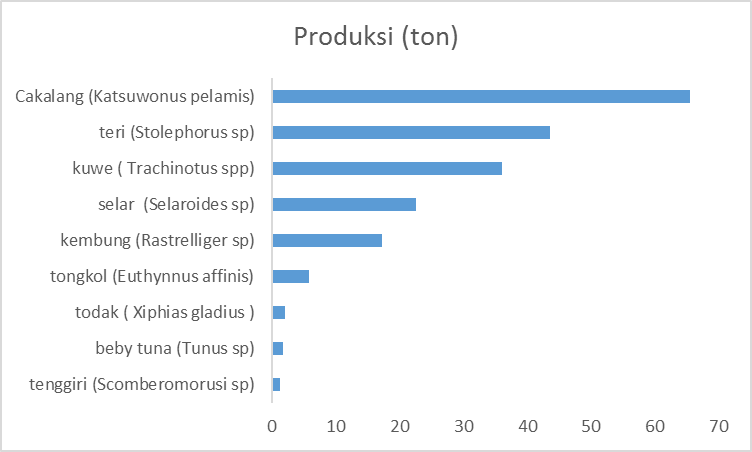 Produksi (ton)
Cakalang (Katsuwonus pelamis)
teri (Stolephorus sp)
kuwe ( Trachinotus spp)
selar  (Selaroides sp)
kembung (Rastrelliger sp)
tongkol (Euthynnus affinis)
todak ( Xiphias gladius )
beby tuna (Tunus sp)
tenggiri (Scomberomorusi sp)
0 10 20 30 40 50 60 70